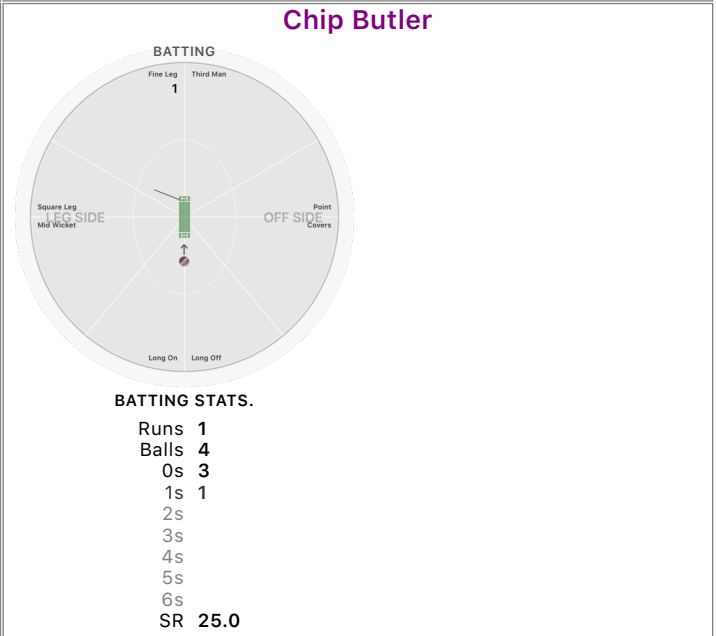 Chip Butler
BATTING
Fine Leg Third Man
1
Square Leg Point
LEG SIDE OFF SIDE
Mid Wicket Covers
Long On Long Off
BATTING STATS.
Runs 1
Balls 4
0s 3
1s 1
2s
3s
4s
5s
6s
SR 25.0